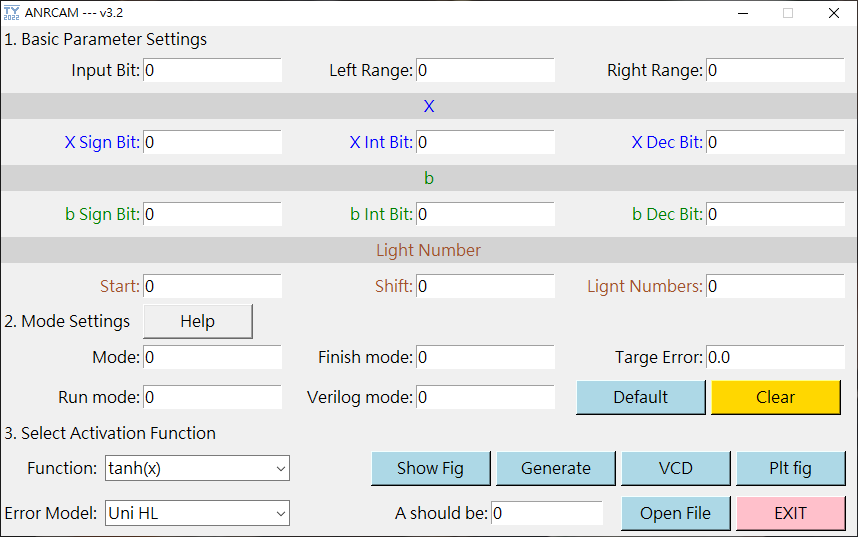 TY
2022
ANRCAM --- v3.2
1. Basic Parameter Settings
Input Bit: 0 Left Range: 0 Right Range: 0
X
X Sign Bit: 0 X Int Bit: 0 X Dec Bit: 0
b
b Sign Bit: 0 b Int Bit: 0 b Dec Bit: 0
Light Number
Start: 0 Shift: 0 Lignt Numbers: 0
2. Mode Settings Help
Mode: 0 Finish mode: 0 Targe Error: 0.0
Run mode: 0 Verilog mode: 0 Default Clear
3. Select Activation Function
Function: tanh(x) Show Fig Generate VCD Plt fig
Error Model: Uni HL A should be: 0 Open File EXIT